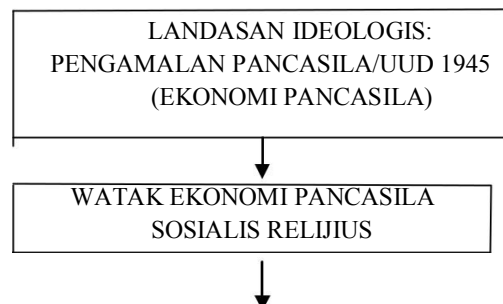 LANDASAN IDEOLOGIS:
PENGAMALAN PANCASILA/UUD 1945
(EKONOMI PANCASILA)
WATAK EKONOMI PANCASILA
SOSIALIS RELIJIUS